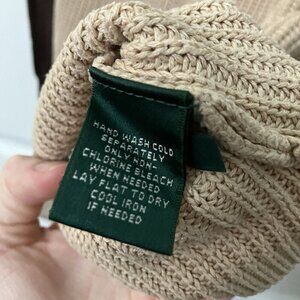 HAND WASH COLD
SEPARATELY
ONLY NON-
CHLORINE BLEACH
WHEN NEEDED
LAY FLAT TO DRY
COOL IRON
IF NEEDED